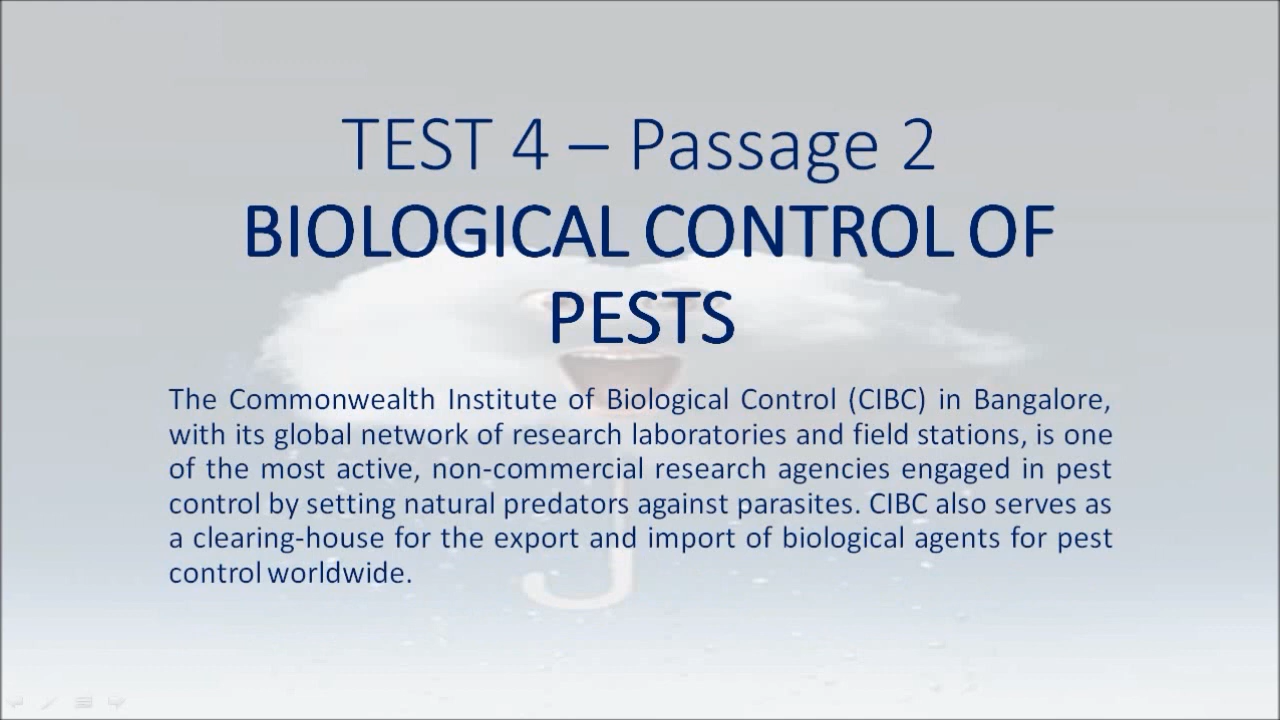 TEST 4 – Passage 2
BIOLOGICAL CONTROL OF
PESTS
The Commonwealth Institute of Biological Control (CIBC) in Bangalore,
with its global network of research laboratories and field stations, is one
of the most active, non-commercial research agencies engaged in pest
control by setting natural predators against parasites. CIBC also serves as
a clearing-house for the export and import of biological agents for pest
control worldwide.